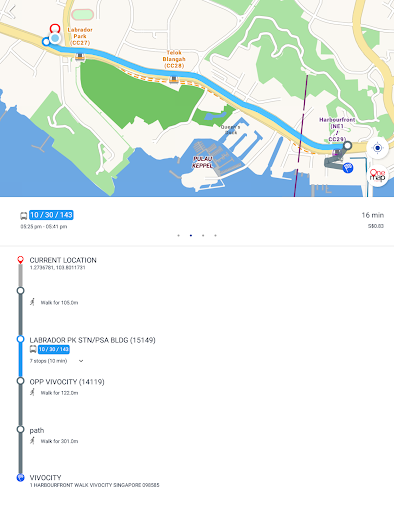 Labrador
Park
(CC27)
Telok
Blangah
(CC28)
Queen's
Park
Harbourfront
(NE1
/
CC29)
PULAU
KEPPEL
One
map
10 / 30 / 143
16 min
05:25 pm - 05:41 pm
S$0.83
CURRENT LOCATION
1.2736781, 103.8011731
Walk for 105.0m
LABRADOR PK STN/PSA BLDG (15149)
10 / 30 / 143
7 stops (10 min)
OPP VIVOCITY (14119)
Walk for 122.0m
path
Walk for 301.0m
VIVOCITY
1 HARBOURFRONT WALK VIVOCITY SINGAPORE 098585